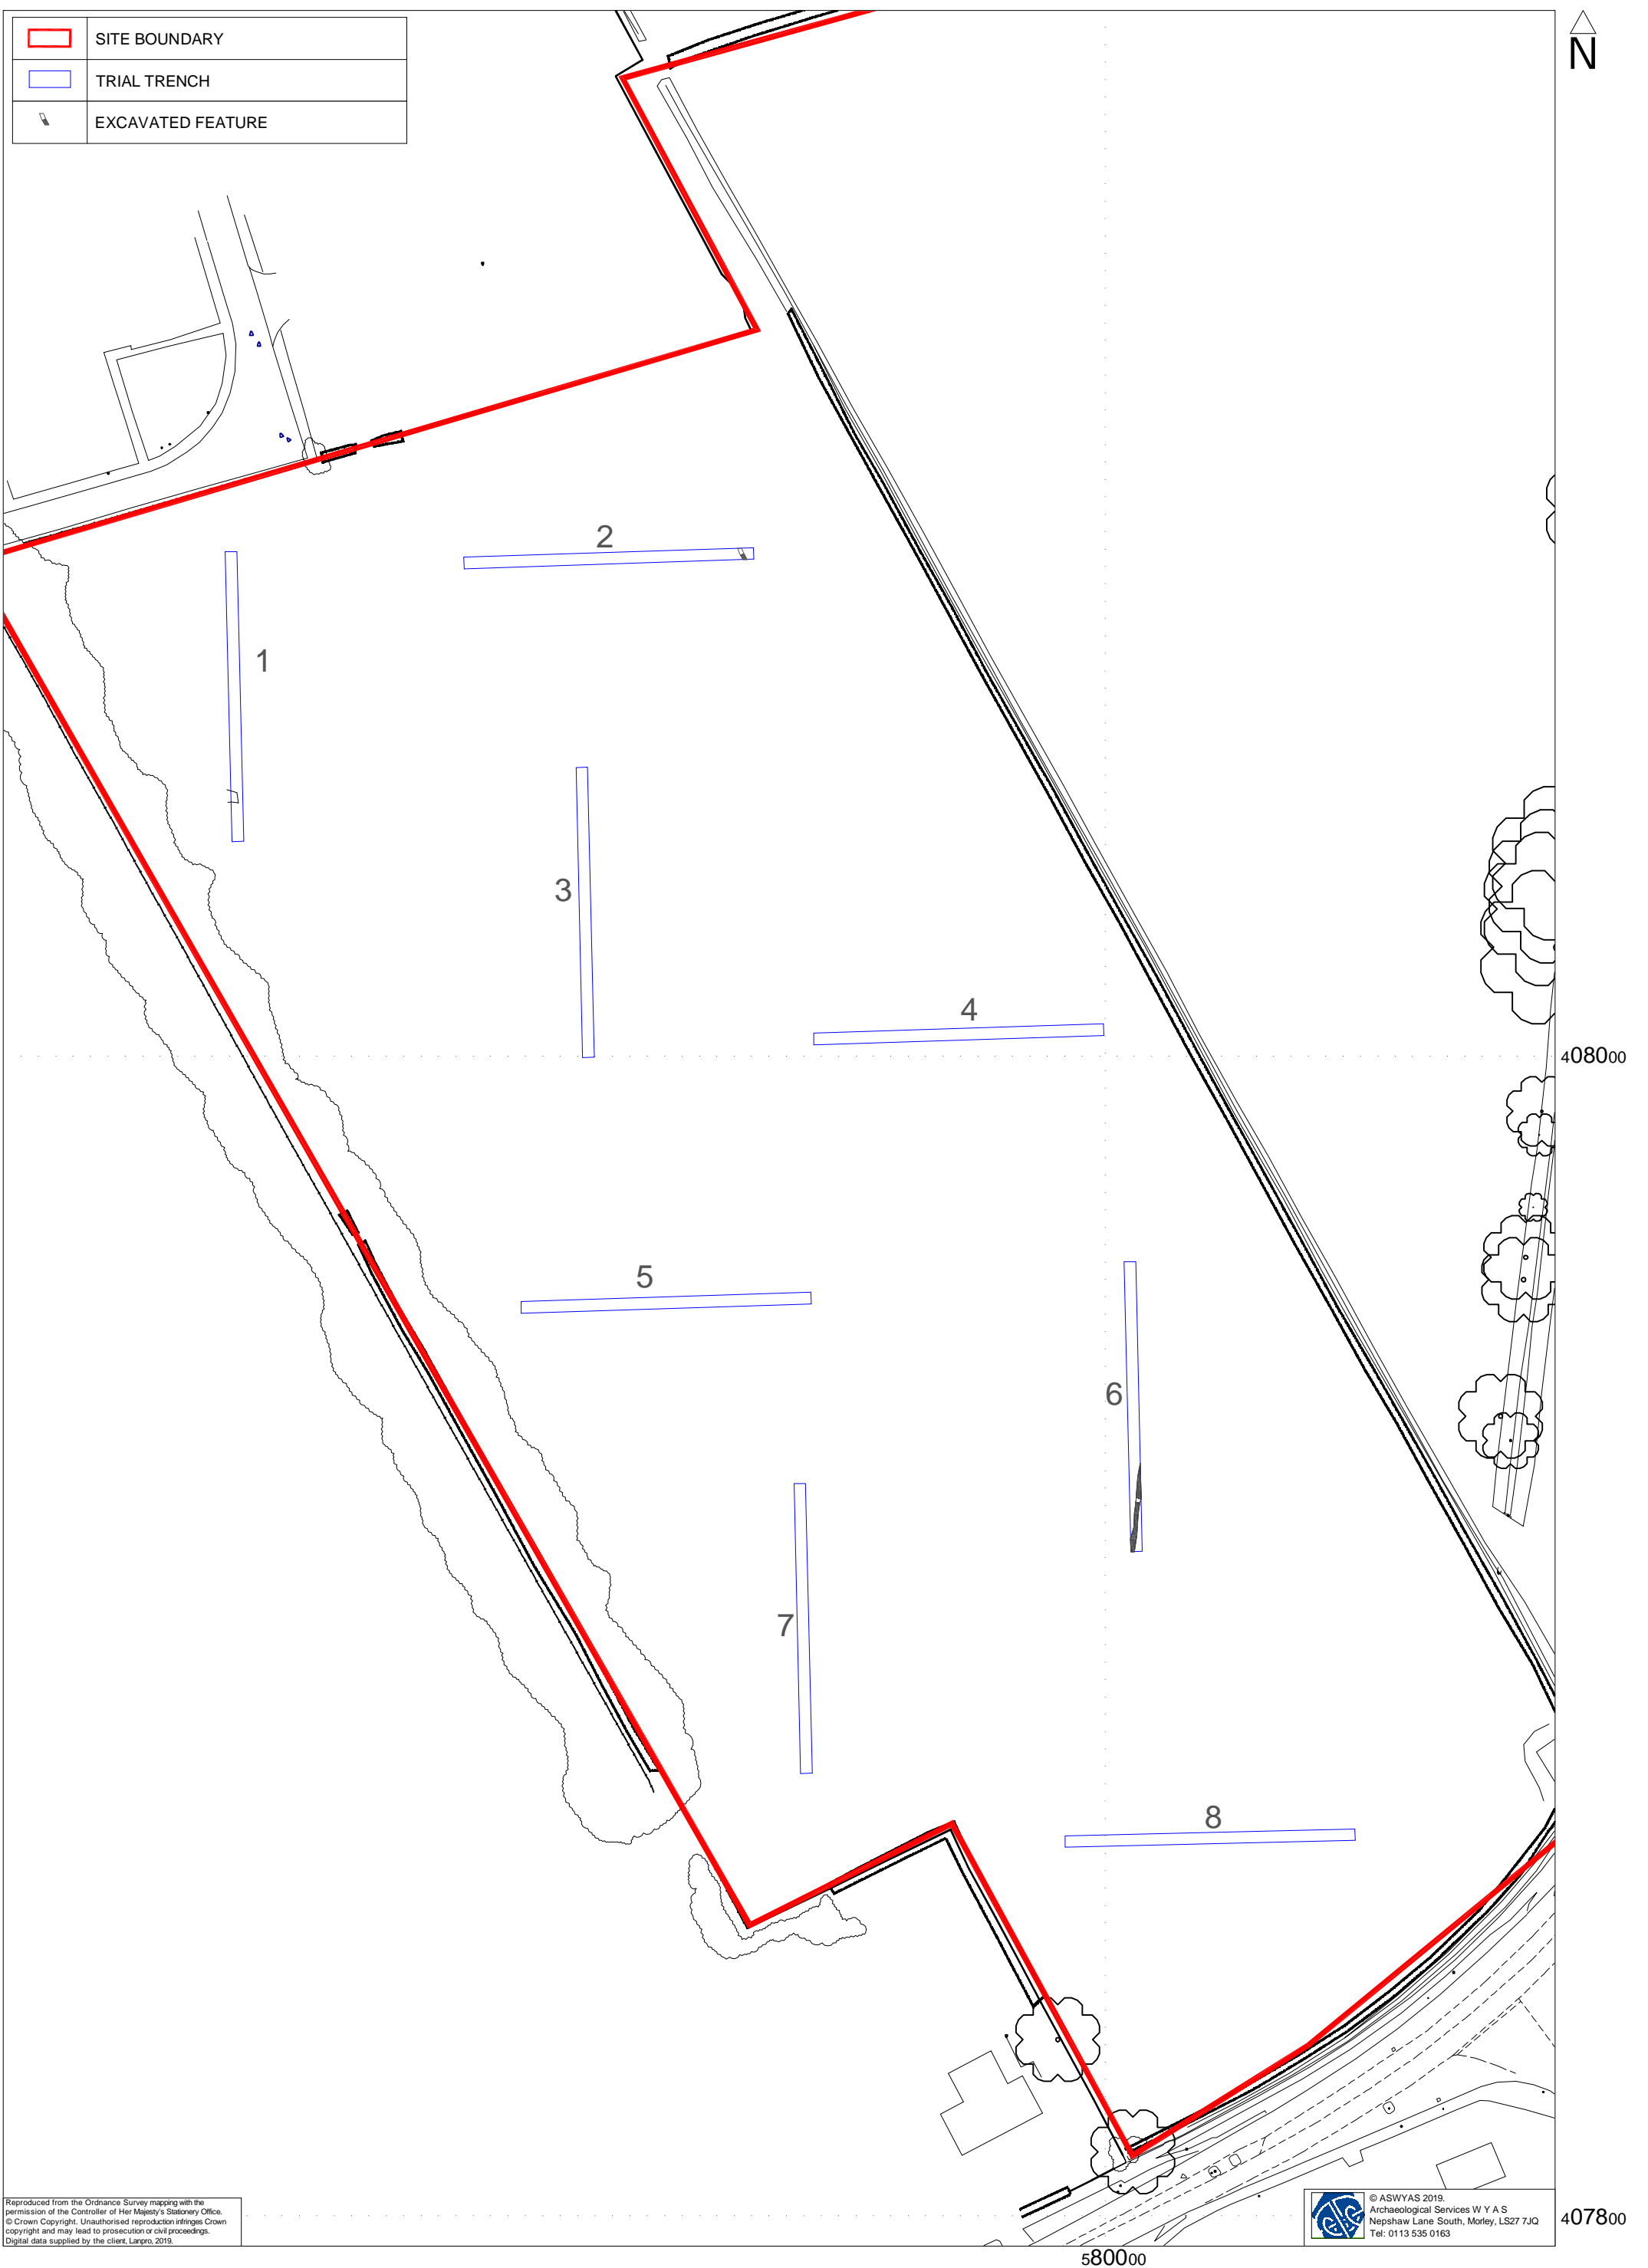 SITE BOUNDARY
TRIAL TRENCH
EXCAVATED FEATURE
N
2
1
3
4
408000
5
6
7
8
Reproduced from the Ordnance Survey mapping with the
permission of the Controller of Her Majesty's Stationery Office.
© Crown Copyright. Unauthorised reproduction infringes Crown
copyright and may lead to prosecution or civil proceedings.
Digital data supplied by the client, Lanpro, 2019.
© ASWYAS 2019.
Archaeological Services W Y A S
Nepshaw Lane South, Morley, LS27 7JQ
Tel: 0113 535 0163
407800
580000